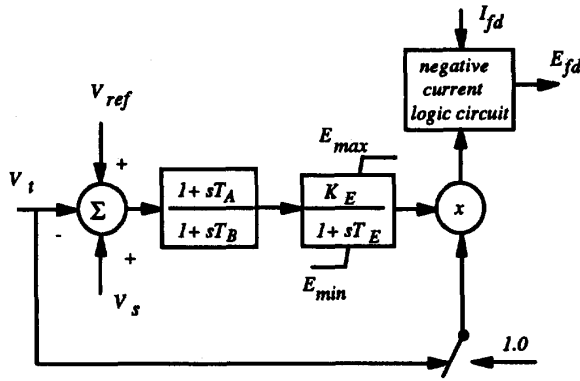 I fd
negative
current
logic circuit
E fd
V ref
+
E max
V t
Σ
1 + sT A
1 + sT B
K E
1 + sT E
x
-
+
E min
V s
1.0